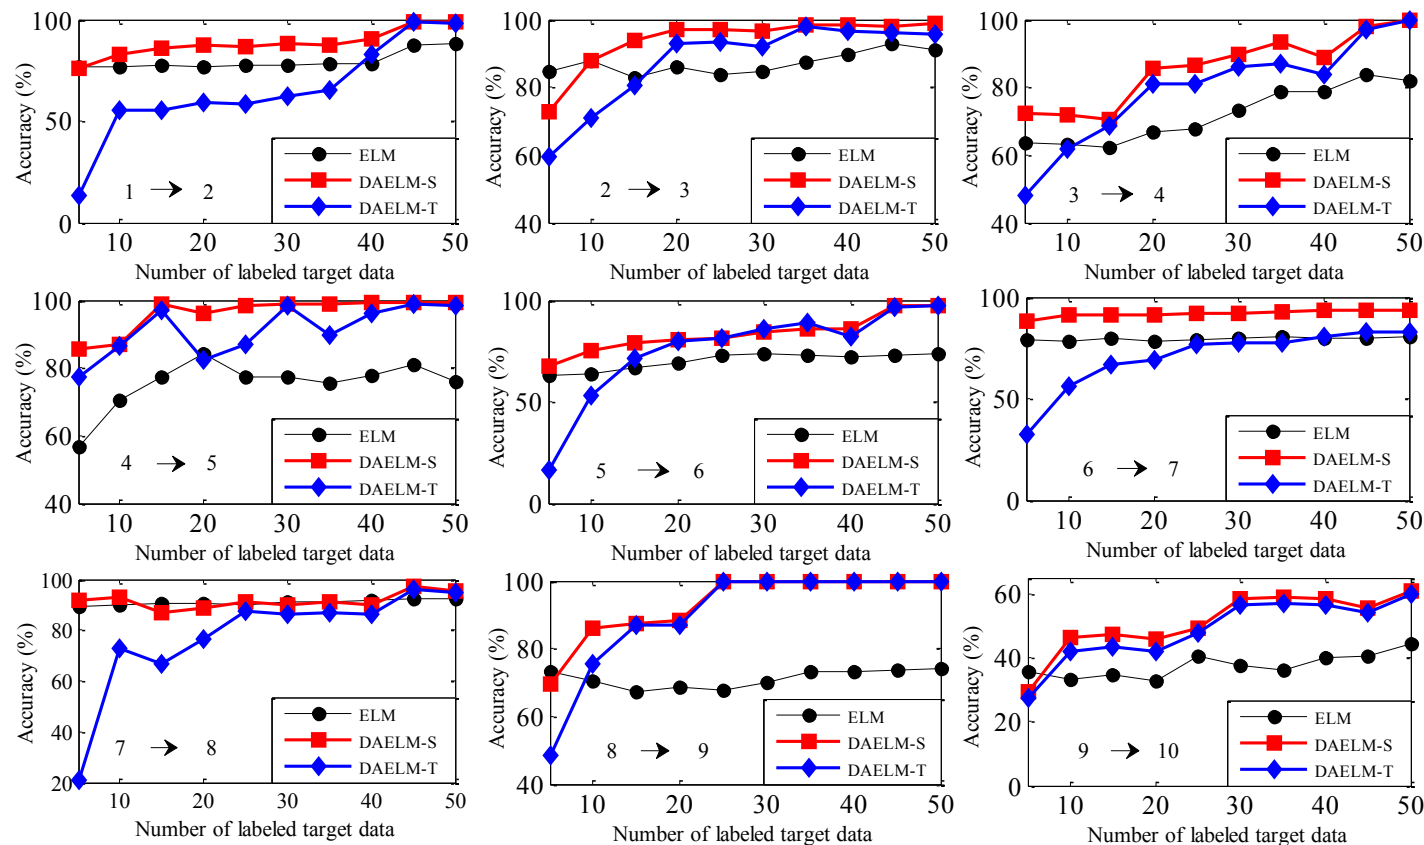 100
50
0
Accuracy (%)
ELM
DAELM-S
DAELM-T
1 → 2
10 20 30 40 50
Number of labeled target data
100
80
60
40
Accuracy (%)
ELM
DAELM-S
DAELM-T
2 → 3
10 20 30 40 50
Number of labeled target data
100
80
60
40
Accuracy (%)
ELM
DAELM-S
DAELM-T
3 → 4
10 20 30 40 50
Number of labeled target data
100
80
60
40
Accuracy (%)
ELM
DAELM-S
DAELM-T
4 → 5
10 20 30 40 50
Number of labeled target data
100
50
0
Accuracy (%)
ELM
DAELM-S
DAELM-T
5 → 6
10 20 30 40 50
Number of labeled target data
100
50
0
Accuracy (%)
ELM
DAELM-S
DAELM-T
6 → 7
10 20 30 40 50
Number of labeled target data
100
80
60
40
20
Accuracy (%)
ELM
DAELM-S
DAELM-T
7 → 8
10 20 30 40 50
Number of labeled target data
100
80
60
40
Accuracy (%)
ELM
DAELM-S
DAELM-T
8 → 9
10 20 30 40 50
Number of labeled target data
60
40
20
0
Accuracy (%)
ELM
DAELM-S
DAELM-T
9 → 10
10 20 30 40 50
Number of labeled target data